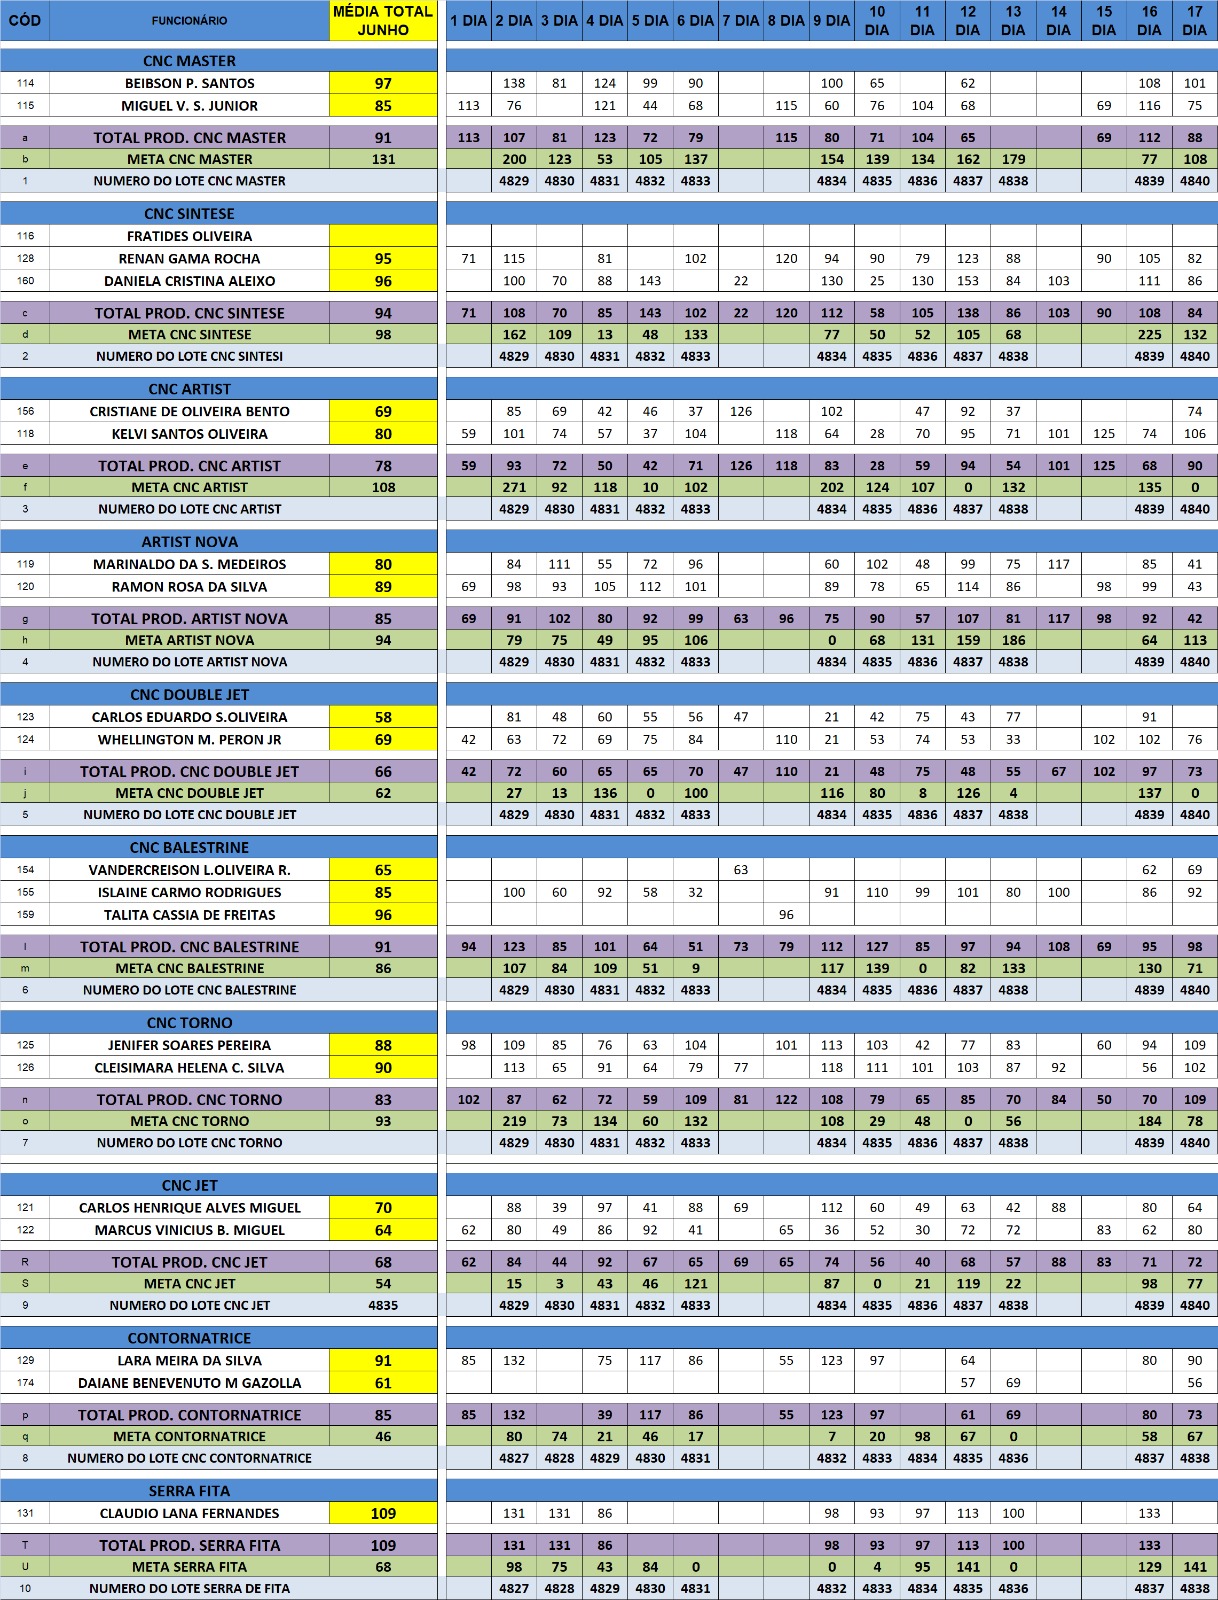 CÓD FUNCIONÁRIO MÉDIA TOTAL JUNHO 1 DIA 2 DIA 3 DIA 4 DIA 5 DIA 6 DIA 7 DIA 8 DIA 9 DIA 10 DIA 11 DIA 12 DIA 13 DIA 14 DIA 15 DIA 16 DIA 17 DIA
CNC MASTER
114 BEIBSON P. SANTOS 97 138 81 124 99 90 100 65 62 108 101
115 MIGUEL V. S. JUNIOR 85 113 76 121 44 68 115 60 76 104 68 69 116 75
a TOTAL PROD. CNC MASTER 91 113 107 81 123 72 79 115 80 71 104 65 69 112 88
b META CNC MASTER 131 200 123 53 105 137 154 139 134 162 179 77 108
1 NUMERO DO LOTE CNC MASTER 4829 4830 4831 4832 4833 4834 4835 4836 4837 4838 4839 4840
CNC SINTESE
116 FRATIDES OLIVEIRA
128 RENAN GAMA ROCHA 95 71 115 81 102 120 94 90 79 123 88 90 105 82
160 DANIELA CRISTINA ALEIXO 96 100 70 88 143 22 130 25 130 153 84 103 111 86
c TOTAL PROD. CNC SINTESE 94 71 108 70 85 143 102 22 120 112 58 105 138 86 103 90 108 84
d META CNC SINTESE 98 162 109 13 48 133 77 50 52 105 68 225 132
2 NUMERO DO LOTE CNC SINTESI 4829 4830 4831 4832 4833 4834 4835 4836 4837 4838 4839 4840
CNC ARTIST
156 CRISTIANE DE OLIVEIRA BENTO 69 85 69 42 46 37 126 102 47 92 37 74
118 KELVI SANTOS OLIVEIRA 80 59 101 74 57 37 104 118 64 28 70 95 71 101 125 74 106
e TOTAL PROD. CNC ARTIST 78 59 93 72 50 42 71 126 118 83 28 59 94 54 101 125 68 90
f META CNC ARTIST 108 271 92 118 10 102 202 124 107 0 132 135 0
3 NUMERO DO LOTE CNC ARTIST 4829 4830 4831 4832 4833 4834 4835 4836 4837 4838 4839 4840
ARTIST NOVA
119 MARINALDO DA S. MEDEIROS 80 84 111 55 72 96 60 102 48 99 75 117 85 41
120 RAMON ROSA DA SILVA 89 69 98 93 105 112 101 89 78 65 114 86 98 99 43
g TOTAL PROD. ARTIST NOVA 85 69 91 102 80 92 99 63 96 75 90 57 107 81 117 98 92 42
h META ARTIST NOVA 94 79 75 49 95 106 0 68 131 159 186 64 113
4 NUMERO DO LOTE ARTIST NOVA 4829 4830 4831 4832 4833 4834 4835 4836 4837 4838 4839 4840
CNC DOUBLE JET
123 CARLOS EDUARDO S.OLIVEIRA 58 81 48 60 55 56 47 21 42 75 43 77 91
124 WHELLINGTON M. PERON JR 69 42 63 72 69 75 84 110 21 53 74 53 33 102 102 76
i TOTAL PROD. CNC DOUBLE JET 66 42 72 60 65 65 70 47 110 21 48 75 48 55 67 102 97 73
j META CNC DOUBLE JET 62 27 13 136 0 100 116 80 8 126 4 137 0
5 NUMERO DO LOTE CNC DOUBLE JET 4829 4830 4831 4832 4833 4834 4835 4836 4837 4838 4839 4840
CNC BALESTRINE
154 VANDERCREISON L.OLIVEIRA R. 65 63 62 69
155 ISLAINE CARMO RODRIGUES 85 100 60 92 58 32 91 110 99 101 80 100 86 92
159 TALITA CASSIA DE FREITAS 96 96
l TOTAL PROD. CNC BALESTRINE 91 94 123 85 101 64 51 73 79 112 127 85 97 94 108 69 95 98
m META CNC BALESTRINE 86 107 84 109 51 9 117 139 0 82 133 130 71
6 NUMERO DO LOTE CNC BALESTRINE 4829 4830 4831 4832 4833 4834 4835 4836 4837 4838 4839 4840
CNC TORNO
125 JENIFER SOARES PEREIRA 88 98 109 85 76 63 104 101 113 103 42 77 83 60 94 109
126 CLEISIMARA HELENA C. SILVA 90 113 65 91 64 79 77 118 111 101 103 87 92 56 102
n TOTAL PROD. CNC TORNO 83 102 87 62 72 59 109 81 122 108 79 65 85 70 84 50 70 109
o META CNC TORNO 93 219 73 134 60 132 108 29 48 0 56 184 78
7 NUMERO DO LOTE CNC TORNO 4829 4830 4831 4832 4833 4834 4835 4836 4837 4838 4839 4840
CNC JET
121 CARLOS HENRIQUE ALVES MIGUEL 70 88 39 97 41 88 69 112 60 49 63 42 88 80 64
122 MARCUS VINICIUS B. MIGUEL 64 62 80 49 86 92 41 65 36 52 30 72 72 83 62 80
R TOTAL PROD. CNC JET 68 62 84 44 92 67 65 69 65 74 56 40 68 57 88 83 71 72
S META CNC JET 54 15 3 43 46 121 87 0 21 119 22 98 77
9 NUMERO DO LOTE CNC JET 4835 4829 4830 4831 4832 4833 4834 4835 4836 4837 4838 4839 4840
CONTORNATRICE
129 LARA MEIRA DA SILVA 91 85 132 75 117 86 55 123 97 64 80 90
174 DAIANE BENEVENUTO M GAZOLLA 61 57 69 56
p TOTAL PROD. CONTORNATRICE 85 85 132 39 117 86 55 123 97 61 69 80 73
q META CONTORNATRICE 46 80 74 21 46 17 7 20 98 67 0 58 67
8 NUMERO DO LOTE CNC CONTORNATRICE 4827 4828 4829 4830 4831 4832 4833 4834 4835 4836 4837 4838
SERRA FITA
131 CLAUDIO LANA FERNANDES 109 131 131 86 98 93 97 113 100 133
T TOTAL PROD. SERRA FITA 109 131 131 86 98 93 97 113 100 133
U META SERRA FITA 68 98 75 43 84 0 0 4 95 141 0 129 141
10 NUMERO DO LOTE SERRA DE FITA 4827 4828 4829 4830 4831 4832 4833 4834 4835 4836 4837 4838